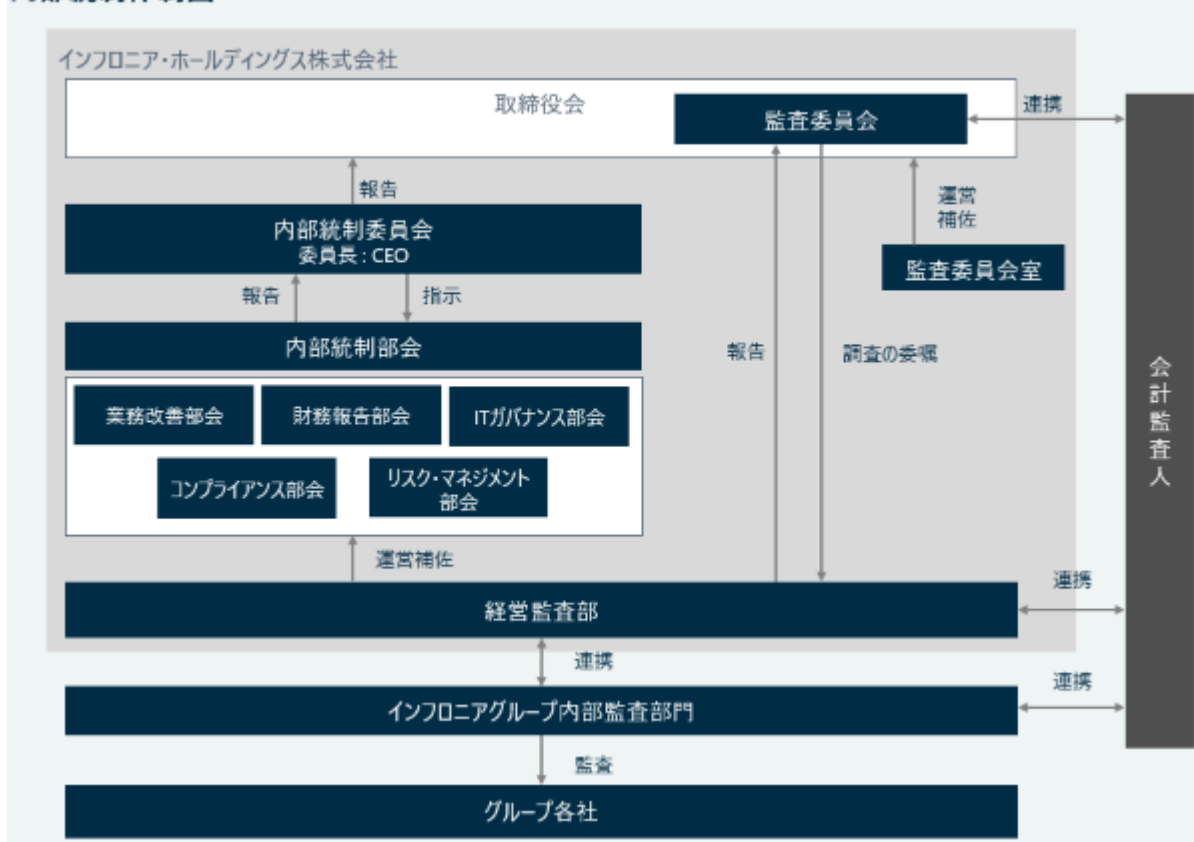 インフロニア・ホールディングス株式会社
取締役会
監査委員会
連携
報告
運営
補佐
内部統制委員会
委員長：CEO
監査委員会室
報告
指示
内部統制部会
報告
調査の委嘱
業務改善部会
財務報告部会
ITガバナンス部会
コンプライアンス部会
リスク・マネジメント
部会
会計監査人
運営補佐
経営監査部
連携
連携
インフロニアグループ内部監査部門
連携
監査
グループ各社